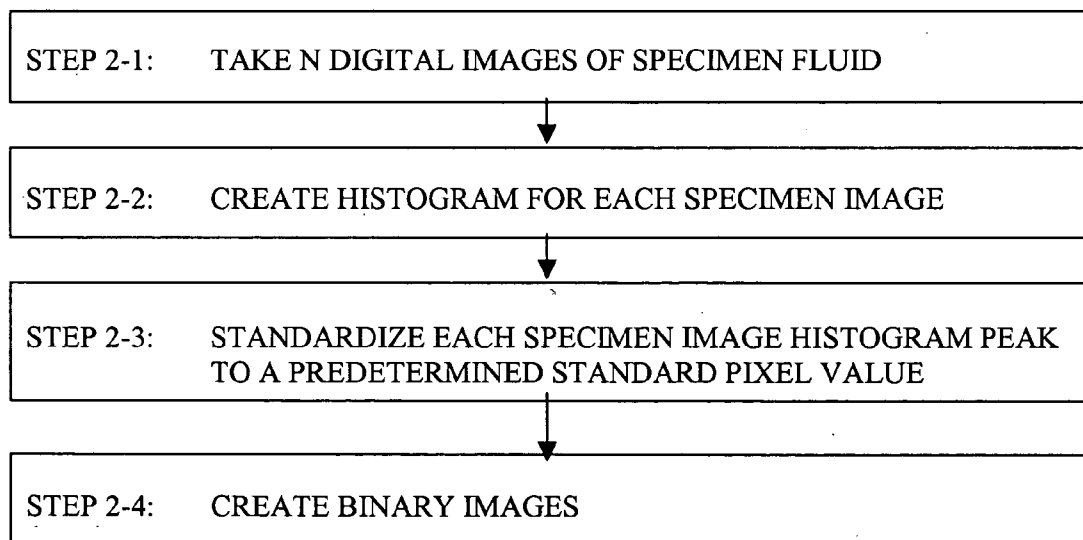 STEP 2-1: TAKE N DIGITAL IMAGES OF SPECIMEN FLUID
STEP 2-2: CREATE HISTOGRAM FOR EACH SPECIMEN IMAGE
STEP 2-3: STANDARDIZE EACH SPECIMEN IMAGE HISTOGRAM PEAK
TO A PREDETERMINED STANDARD PIXEL VALUE
STEP 2-4: CREATE BINARY IMAGES